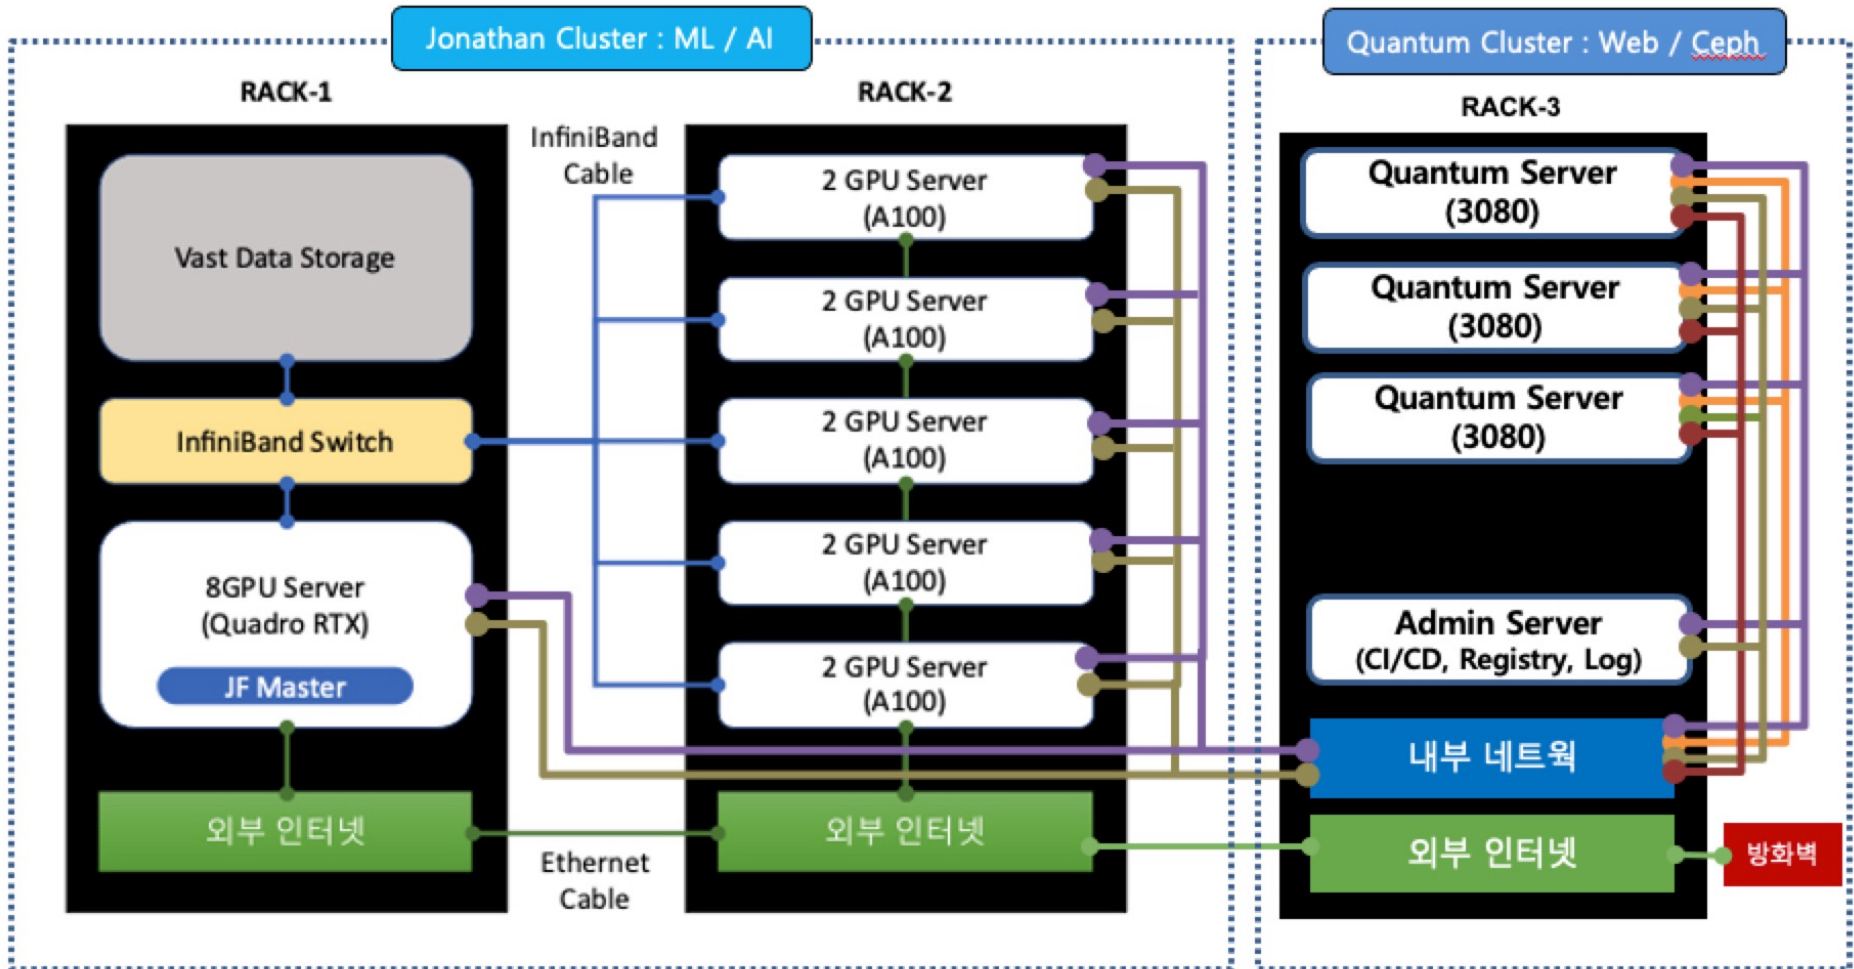 Jonathan Cluster : ML / AI
Quantum Cluster : Web / Ceph
RACK-1
Vast Data Storage
InfiniBand Switch
8GPU Server
(Quadro RTX)
JF Master
외부 인터넷
InfiniBand
Cable
Ethernet
Cable
RACK-2
2 GPU Server
(A100)
2 GPU Server
(A100)
2 GPU Server
(A100)
2 GPU Server
(A100)
2 GPU Server
(A100)
외부 인터넷
RACK-3
Quantum Server
(3080)
Quantum Server
(3080)
Quantum Server
(3080)
Admin Server
(CI/CD, Registry, Log)
내부 네트웍
외부 인터넷
방화벽